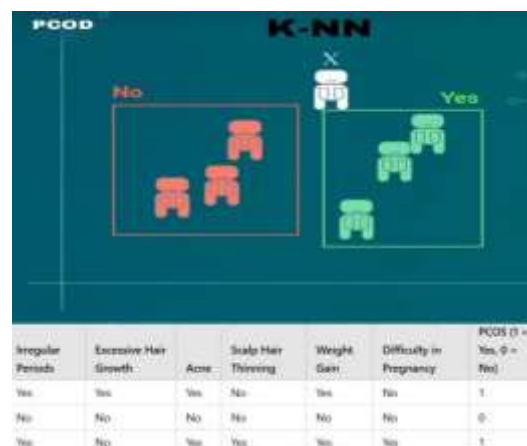 PCOD
K-NN
X
No
Yes
Irregular Periods
Excessive Hair Growth
Acne
Scalp Hair Thinning
Weight Gain
Difficulty in Pregnancy
PCOS (1 = Yes, 0 = No)
Yes Yes Yes No Yes No 1
No No No No No No 0
Yes No Yes Yes Yes Yes 1